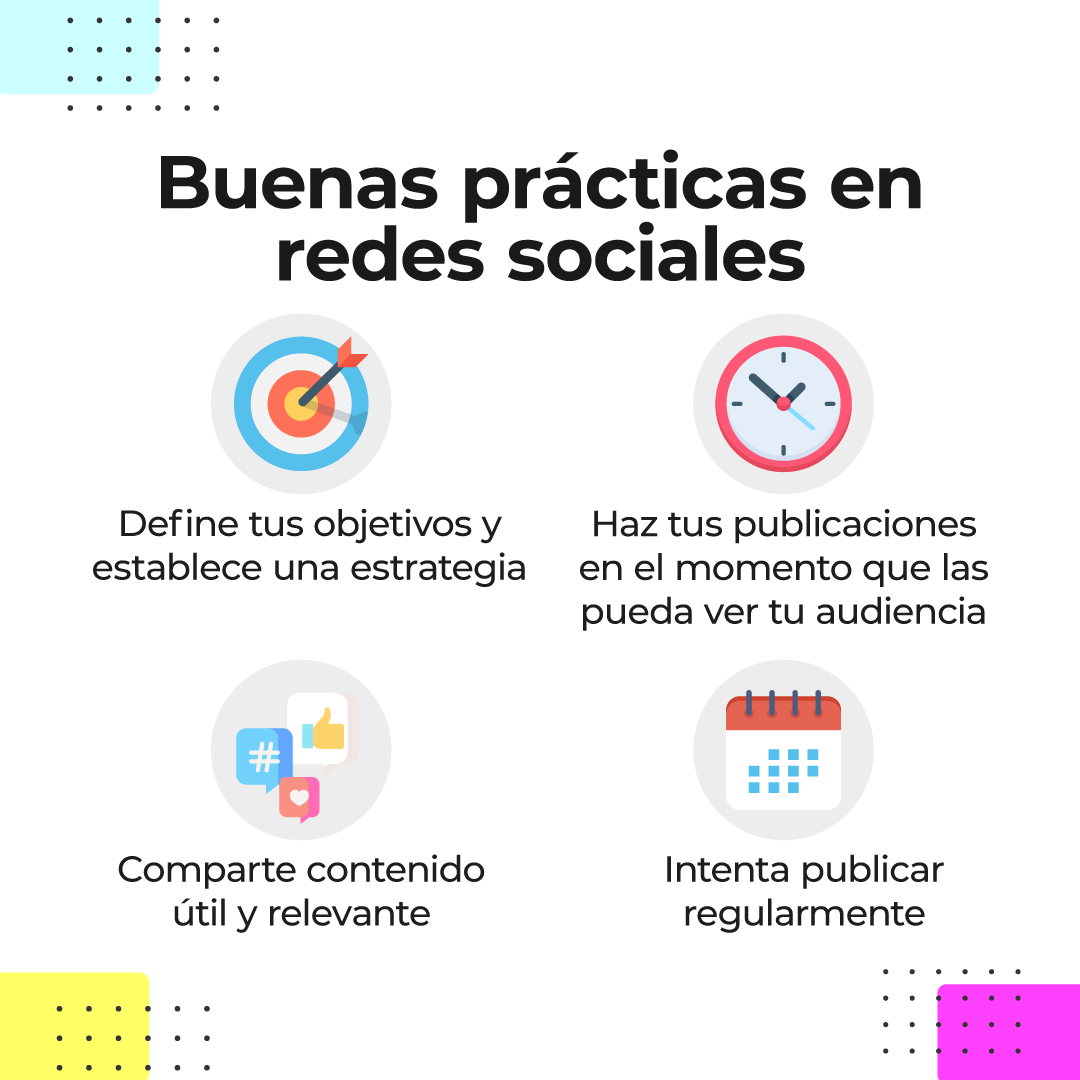 Buenas prácticas en
redes sociales
Define tus objetivos y
establece una estrategia
Haz tus publicaciones
en el momento que las
pueda ver tu audiencia
#
Comparte contenido
útil y relevante
Intenta publicar
regularmente